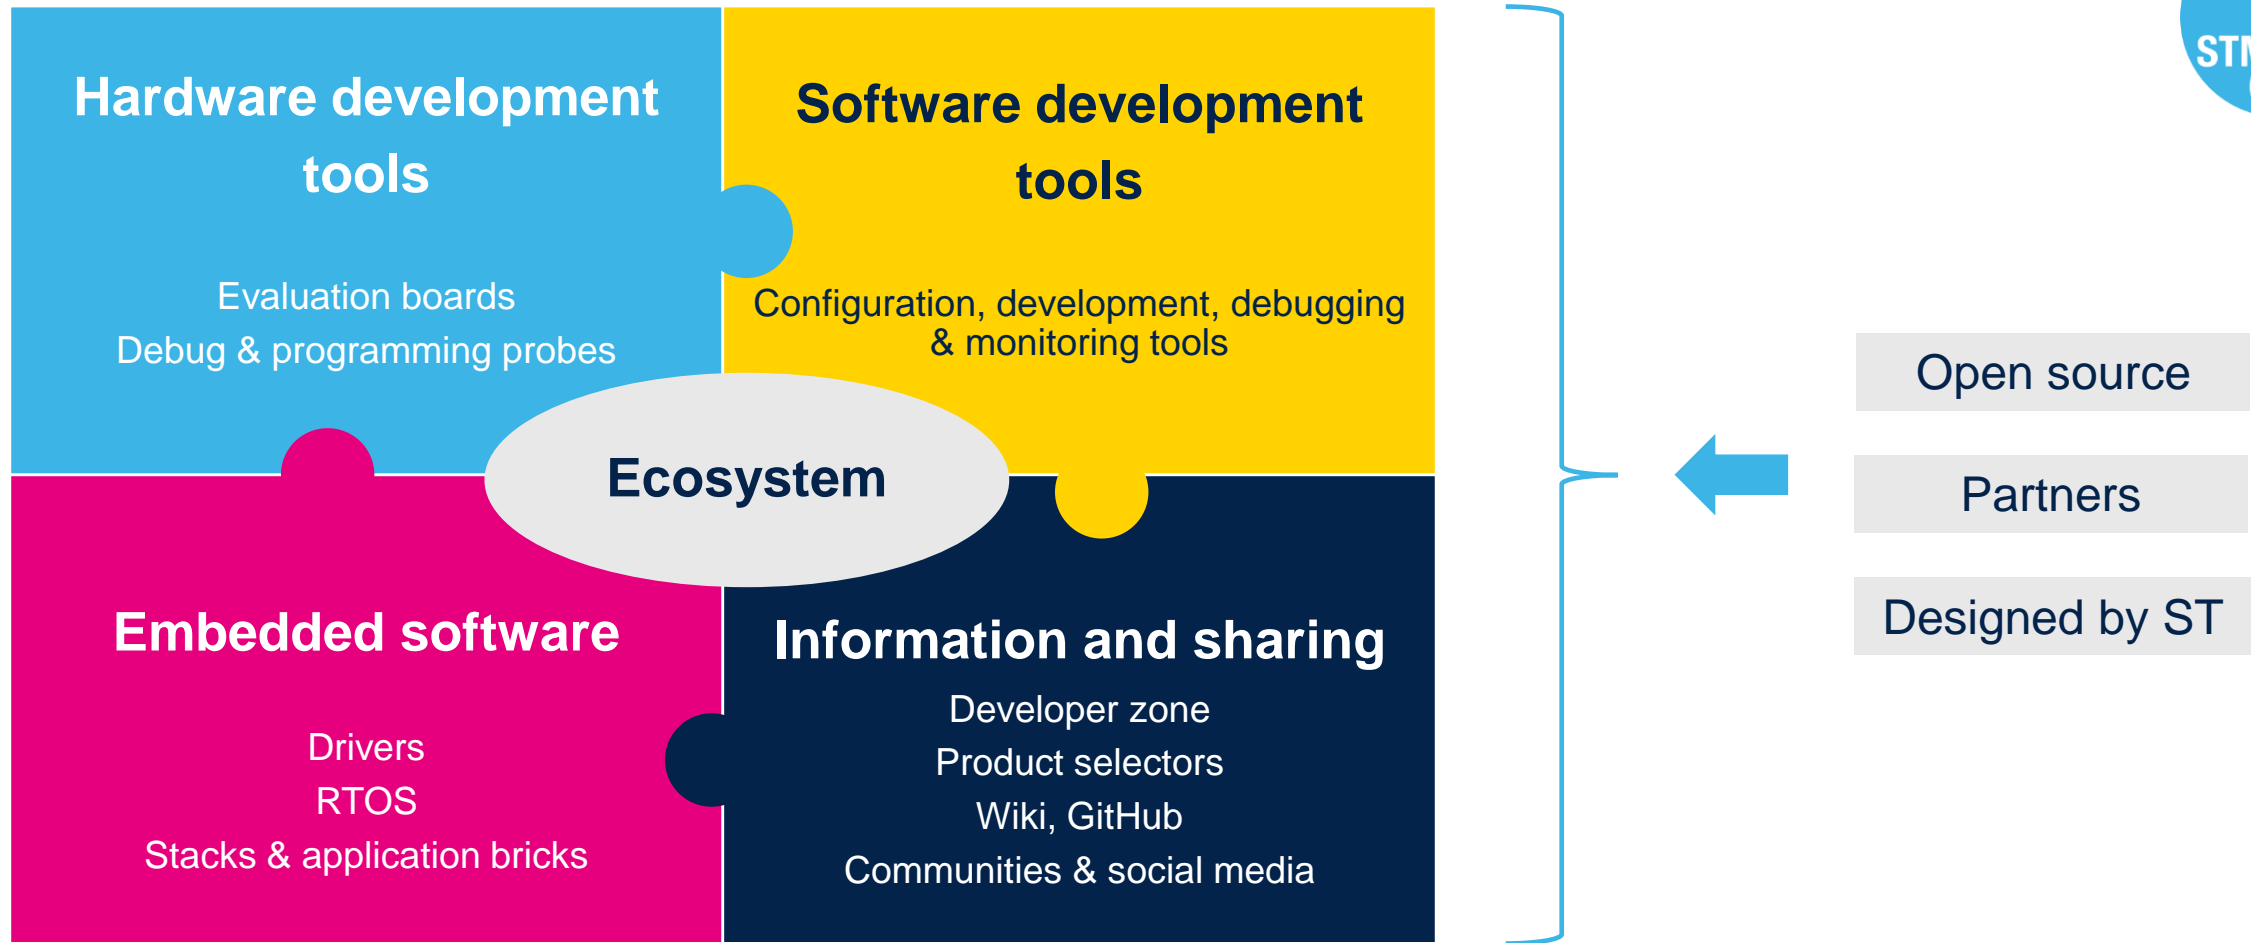 Hardware development
tools
Evaluation boards
Debug & programming probes
Software development
tools
Configuration, development, debugging
& monitoring tools
Ecosystem
Embedded software
Drivers
RTOS
Stacks & application bricks
Information and sharing
Developer zone
Product selectors
Wiki, GitHub
Communities & social media
Open source
Partners
Designed by ST